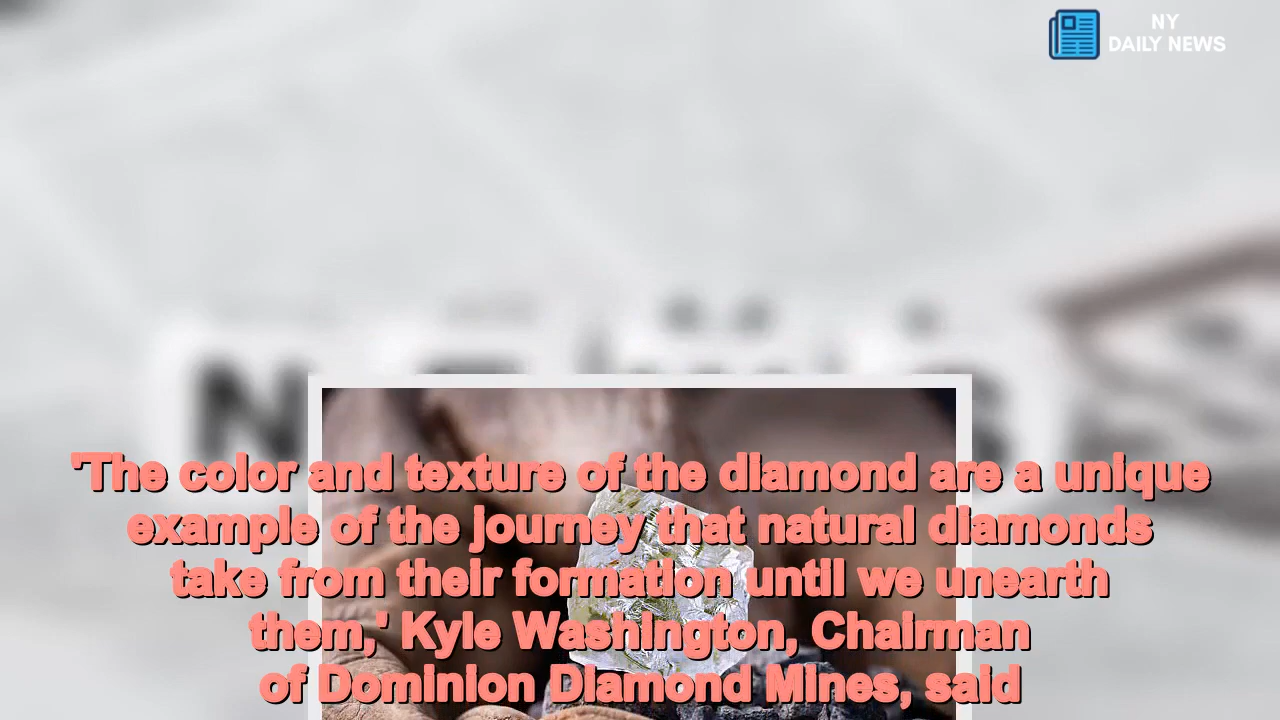 NY
DAILY NEWS
'The color and texture of the diamond are a unique
example of the journey that natural diamonds
take from their formation until we unearth
them,' Kyle Washington, Chairman
of Dominion Diamond Mines, said